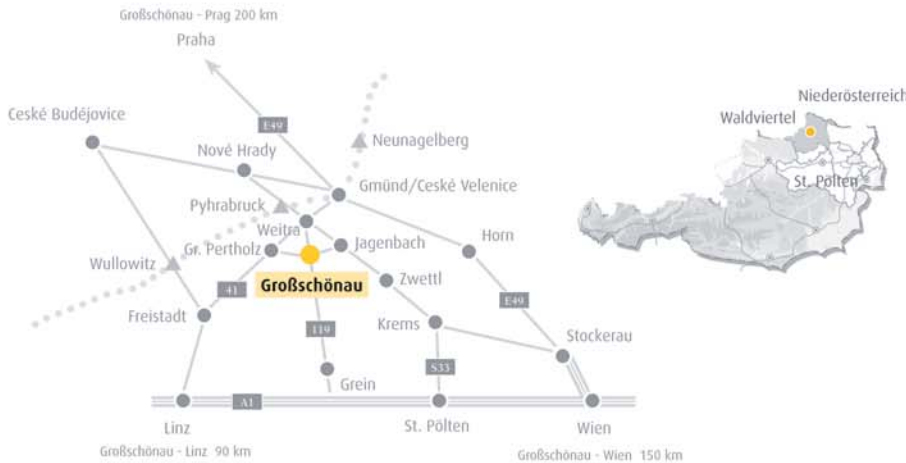 Großschönau - Prag 200 km
Praha
Niederösterreich
Waldviertel
Ceské Budéjovice
E49
Neunagelberg
Nové Hrady
Gmünd/Ceské Velenice
St. Pölten
Pyhrabruck
Weitra
Gr. Pertholz
Jagenbach
Horn
Wullowitz
Großschönau
Zwettl
41
E49
Freistadt
119
Krems
Stockerau
S33
Grein
A1
Linz
St. Pölten
Wien
Großschönau - Linz 90 km
Großschönau - Wien 150 km